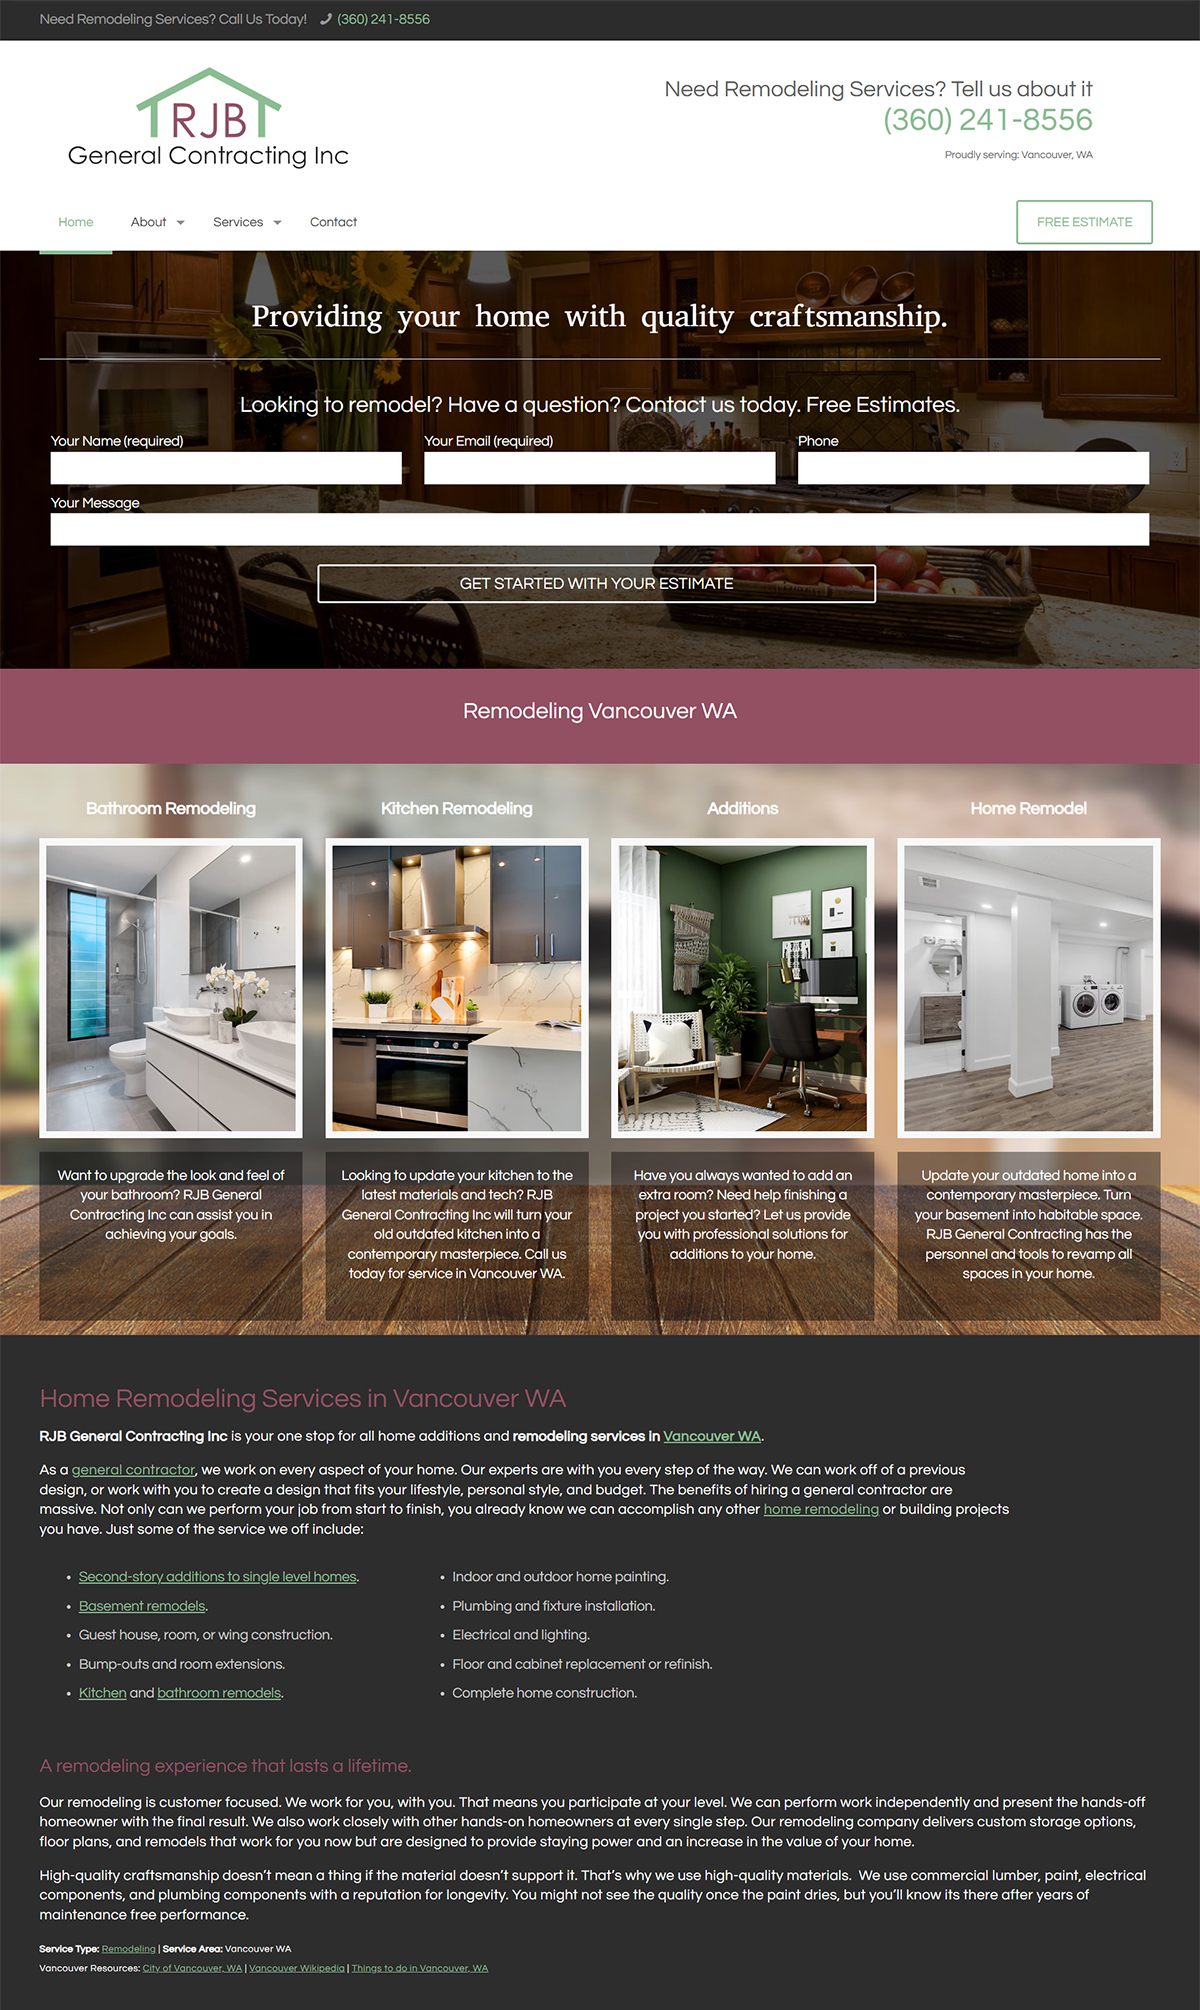 Need Remodeling Services? Call Us Today! (360) 241-8556
RJB
General Contracting Inc
Need Remodeling Services? Tell us about it
(360) 241-8556
Proudly serving: Vancouver, WA
Home About Services Contact
FREE ESTIMATE
Providing your home with quality craftsmanship.
Looking to remodel? Have a question? Contact us today. Free Estimates.
Your Name (required) Your Email (required) Phone
Your Message
GET STARTED WITH YOUR ESTIMATE
Remodeling Vancouver WA
Bathroom Remodeling
Want to upgrade the look and feel of
your bathroom? RJB General
Contracting Inc can assist you in
achieving your goals.
Kitchen Remodeling
Looking to update your kitchen to the
latest materials and tech? RJB
General Contracting Inc will turn your
old outdated kitchen into a
contemporary masterpiece. Call us
today for service in Vancouver WA.
Additions
Have you always wanted to add an
extra room? Need help finishing a
project you started? Let us provide
you with professional solutions for
additions to your home.
Home Remodel
Update your outdated home into a
contemporary masterpiece. Turn
your basement into habitable space.
RJB General Contracting has the
personnel and tools to revamp all
spaces in your home.
Home Remodeling Services in Vancouver WA
RJB General Contracting Inc is your one stop for all home additions and remodeling services in Vancouver WA.
As a general contractor, we work on every aspect of your home. Our experts are with you every step of the way. We can work off of a previous
design, or work with you to create a design that fits your lifestyle, personal style, and budget. The benefits of hiring a general contractor are
massive. Not only can we perform your job from start to finish, you already know we can accomplish any other home remodeling or building projects
you have. Just some of the service we off include:
• Second-story additions to single level homes.
• Basement remodels.
• Guest house, room, or wing construction.
• Bump-outs and room extensions.
• Kitchen and bathroom remodels.
• Indoor and outdoor home painting.
• Plumbing and fixture installation.
• Electrical and lighting.
• Floor and cabinet replacement or refinish.
• Complete home construction.
A remodeling experience that lasts a lifetime.
Our remodeling is customer focused. We work for you, with you. That means you participate at your level. We can perform work independently and present the hands-off
homeowner with the final result. We also work closely with other hands-on homeowners at every single step. Our remodeling company delivers custom storage options,
floor plans, and remodels that work for you now but are designed to provide staying power and an increase in the value of your home.
High-quality craftsmanship doesn’t mean a thing if the material doesn’t support it. That’s why we use high-quality materials. We use commercial lumber, paint, electrical
components, and plumbing components with a reputation for longevity. You might not see the quality once the paint dries, but you’ll know its there after years of
maintenance free performance.
Service Type: Remodeling | Service Area: Vancouver WA
Vancouver Resources: City of Vancouver, WA | Vancouver Wikipedia | Things to do in Vancouver, WA